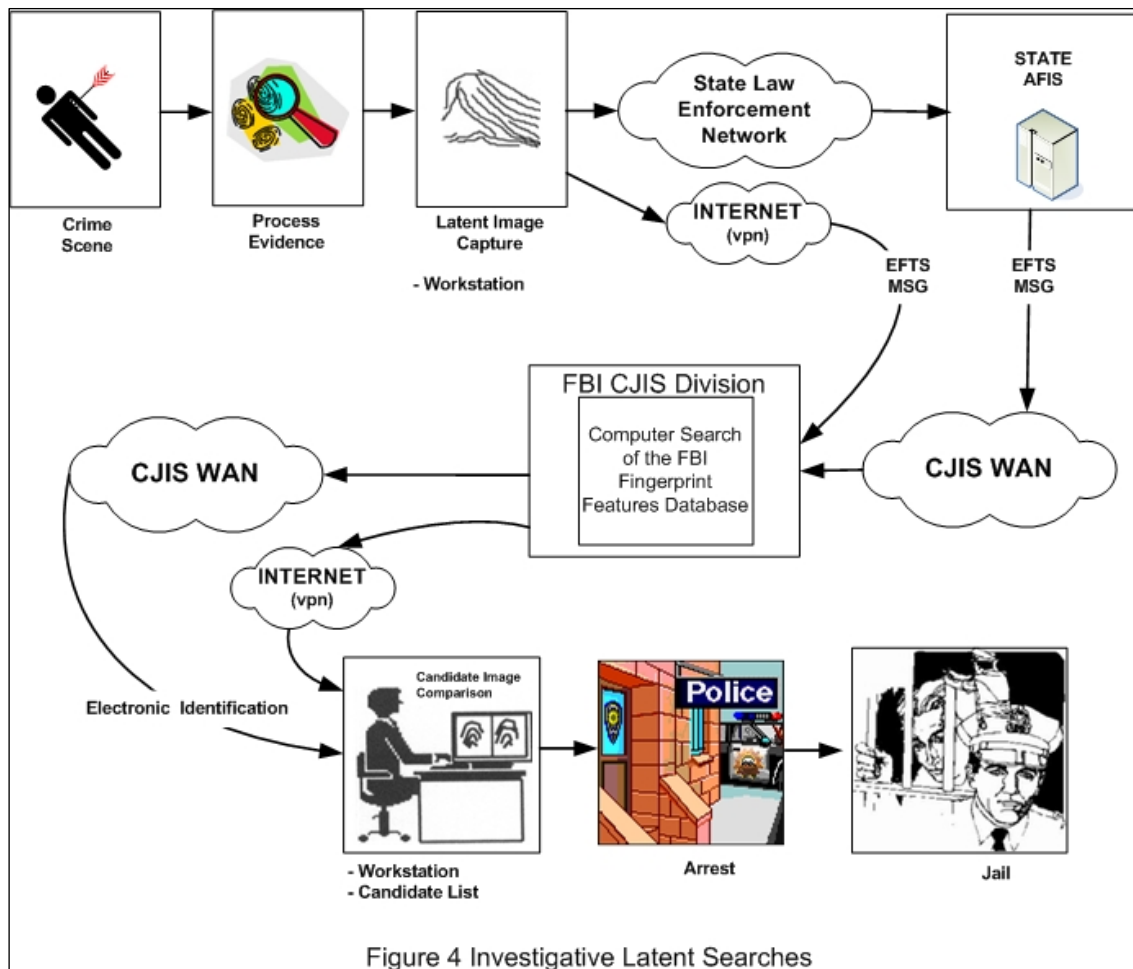 STATE
AFIS
State Law
Enforcement
Network
Crime
Scene
Process
Evidence
Latent Image
Capture
- Workstation
INTERNET
(vpn)
EFTS
MSG
EFTS
MSG
FBI CJIS Division
Computer Search
of the FBI
Fingerprint
Features Database
CJIS WAN
CJIS WAN
INTERNET
(vpn)
Electronic Identification
Candidate Image
Comparison
- Workstation
- Candidate List
Police
Arrest
Jail
Figure 4 Investigative Latent Searches